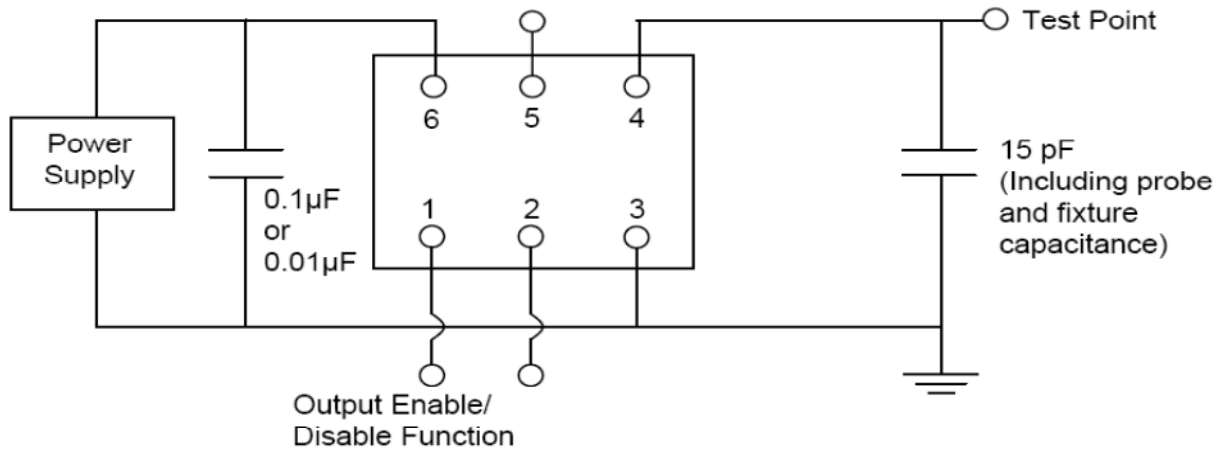 Test Point
6
5
4
Power
Supply
0.1µF
or
0.01µF
1
2
3
15 pF
(Including probe
and fixture
capacitance)
Output Enable/
Disable Function